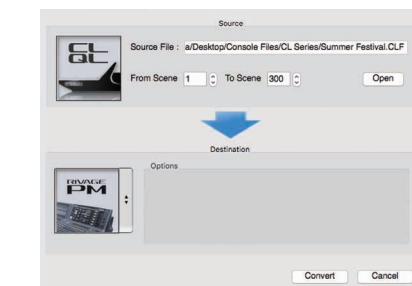 Source
CL
QL
Source File : a/Desktop/Console Files/CL Series/Summer Festival.CLF
From Scene 1 To Scene 300 Open
Destination
Options
RIVAGE
PM
Convert Cancel